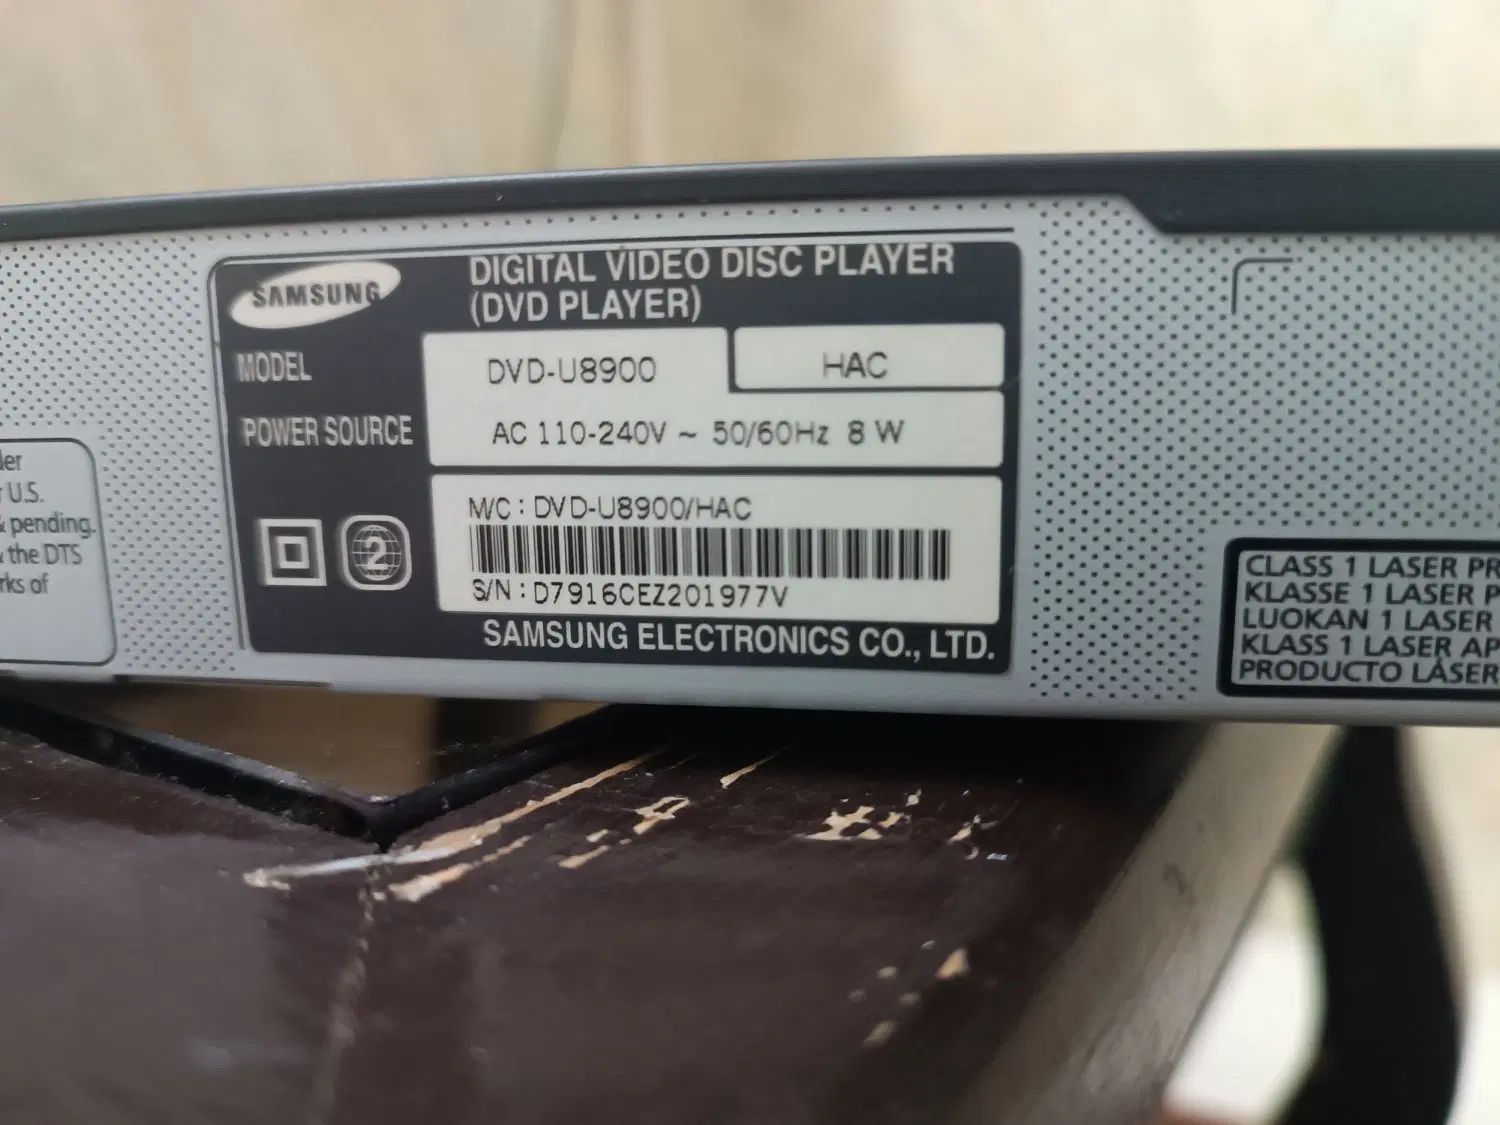 SAMSUNG
DIGITAL VIDEO DISC PLAYER
(DVD PLAYER)
MODEL
DVD-U8900
HAC
POWER SOURCE
AC 110-240V ~ 50/60Hz 8 W
2
M/C : DVD-U8900/HAC
S/N : D7916CEZ201977V
SAMSUNG ELECTRONICS CO., LTD.
U.S.
& pending.
the DTS
of
CLASS 1 LASER PR
KLASSE 1 LASER P
LUOKAN 1 LASER
KLASS 1 LASER AP
PRODUCTO LÁSER